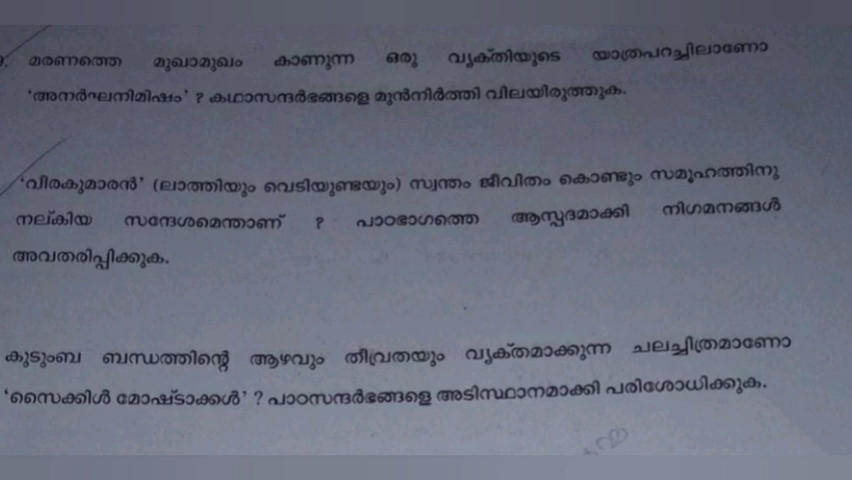 മരണത്തെ മുഖാമുഖം കാണുന്ന ഒരു വ്യക്തിയുടെ യാത്രപറച്ചിലാണോ
'അനർഘനിമിഷം' ? കഥാസന്ദർഭങ്ങളെ മുൻനിർത്തി വിലയിരുത്തുക.
'വീരകുമാരൻ' (ലാത്തിയും വെടിയുണ്ടയും) സ്വന്തം ജീവിതം കൊണ്ടും സമൂഹത്തിനു
നല്കിയ സന്ദേശമെന്താണ് ? പാഠഭാഗത്തെ ആസ്പദമാക്കി നിഗമനങ്ങൾ
അവതരിപ്പിക്കുക.
കുടുംബ ബന്ധത്തിന്റെ ആഴവും തീവ്രതയും വ്യക്തമാക്കുന്ന ചലച്ചിത്രമാണോ
'സൈക്കിൾ മോഷ്ടാക്കൾ' ? പാഠസന്ദർഭങ്ങളെ അടിസ്ഥാനമാക്കി പരിശോധിക്കുക.